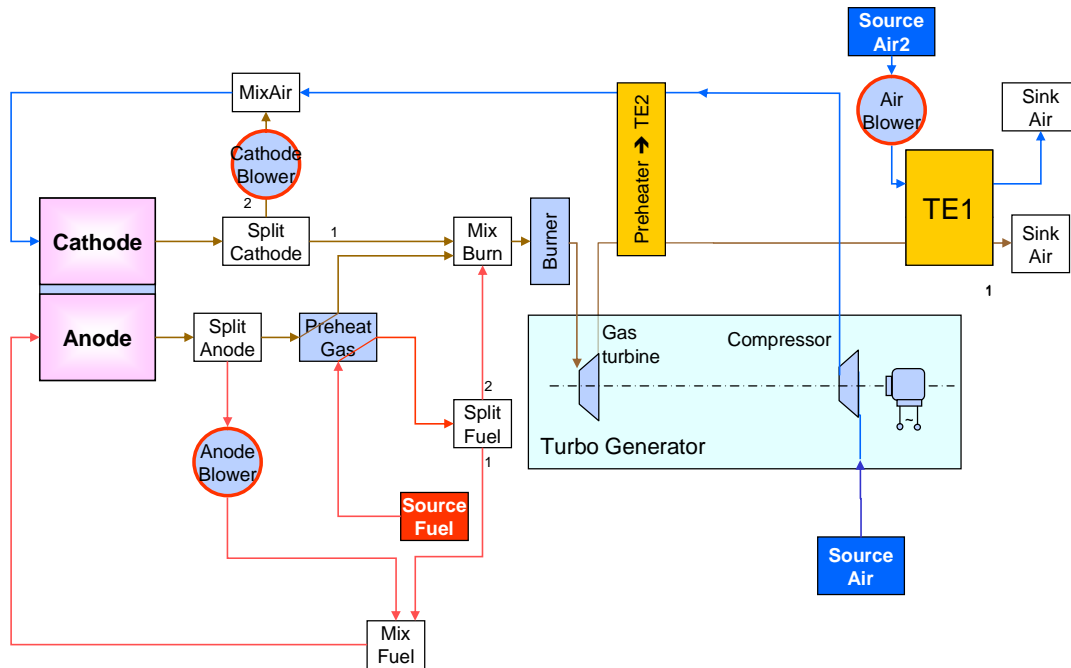 Source
Air2
Air
Blower
Sink
Air
MixAir
Preheater ➔ TE2
Cathode
Blower
2
TE1
Cathode
Split
Cathode
1
Mix
Burn
Burner
Sink
Air
1
Anode
Split
Anode
Preheat
Gas
Gas
turbine
Compressor
2
Split
Fuel
1
~
Turbo Generator
Anode
Blower
Source
Fuel
Source
Air
Mix
Fuel